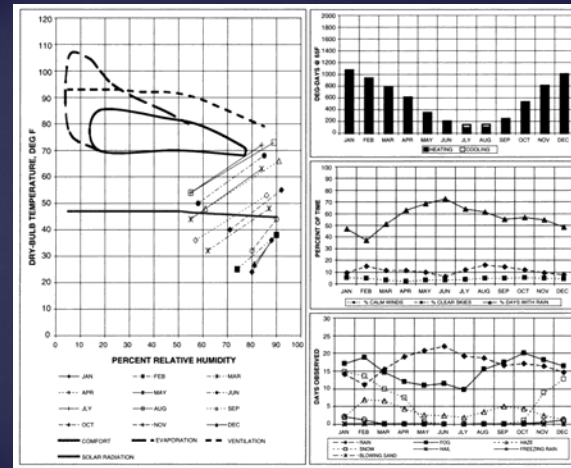 120
110
100
90
80
70
60
50
40
30
20
10
0
DRY-BULB TEMPERATURE, DEG F
0 10 20 30 40 50 60 70 80 90 100
PERCENT RELATIVE HUMIDITY
JAN FEB MAR
APR MAY JUN
JLY AUG SEP
OCT NOV DEC
COMFORT EVAPORATION VENTILATION
SOLAR RADIATION
2000
1800
1600
1400
1200
1000
800
600
400
200
0
DEG-DAYS @ 65F
JAN FEB MAR APR MAY JUN JLY AUG SEP OCT NOV DEC
HEATING COOLING
100
90
80
70
60
50
40
30
20
10
0
PERCENT OF TIME
JAN FEB MAR APR MAY JUN JLY AUG SEP OCT NOV DEC
% CALM WINDS % CLEAR SKIES % DAYS WITH RAIN
30
25
20
15
10
5
0
DAYS OBSERVED
JAN FEB MAR APR MAY JUN JLY AUG SEP OCT NOV DEC
RAIN FOG HAZE
SNOW HAIL FREEZING RAIN
BLOWING SAND